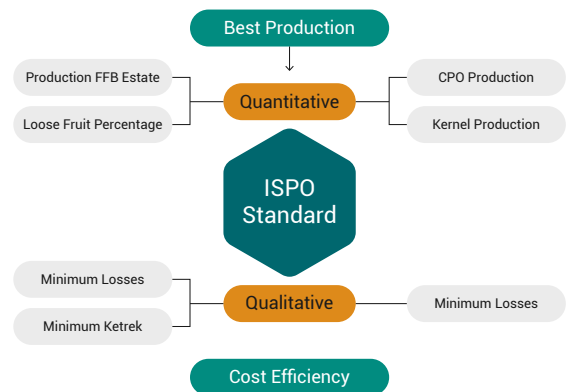 Best Production
Production FFB Estate
CPO Production
Quantitative
Loose Fruit Percentage
Kernel Production
ISPO
Standard
Minimum Losses
Qualitative
Minimum Losses
Minimum Ketrek
Cost Efficiency